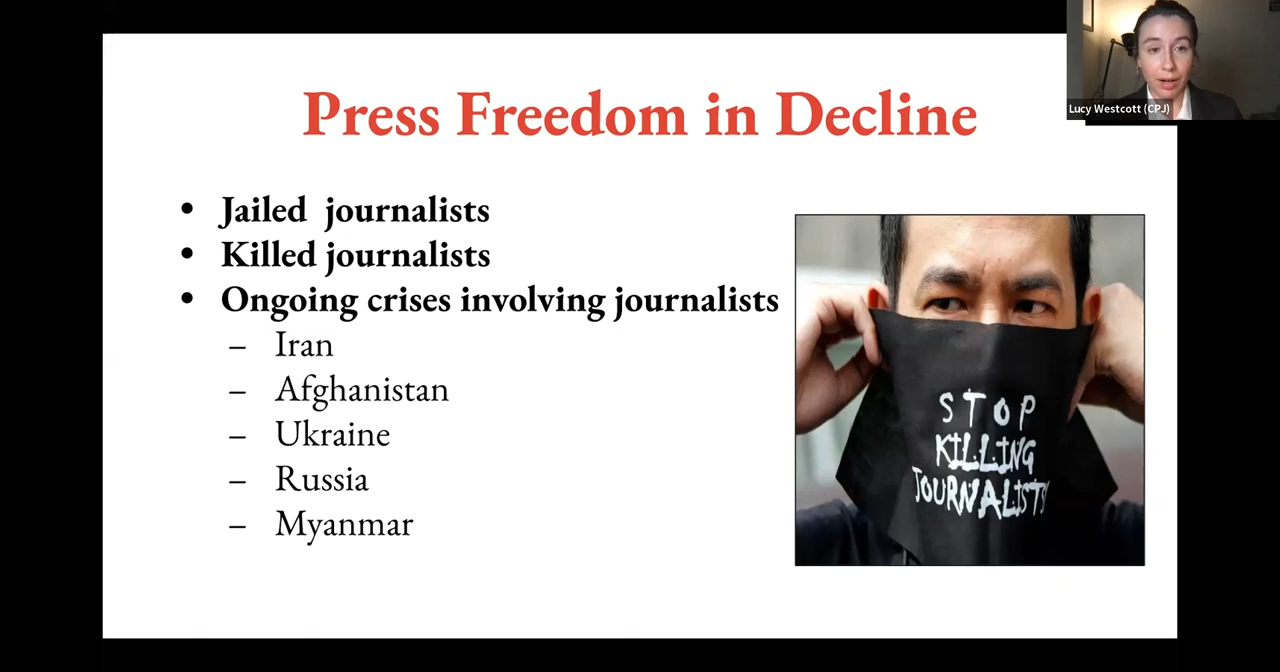 Press Freedom in Decline
Lucy Westcott (CPJ)
• Jailed journalists
• Killed journalists
• Ongoing crises involving journalists
– Iran
– Afghanistan
– Ukraine
– Russia
– Myanmar
STOP
KILLING
JOURNALISTS